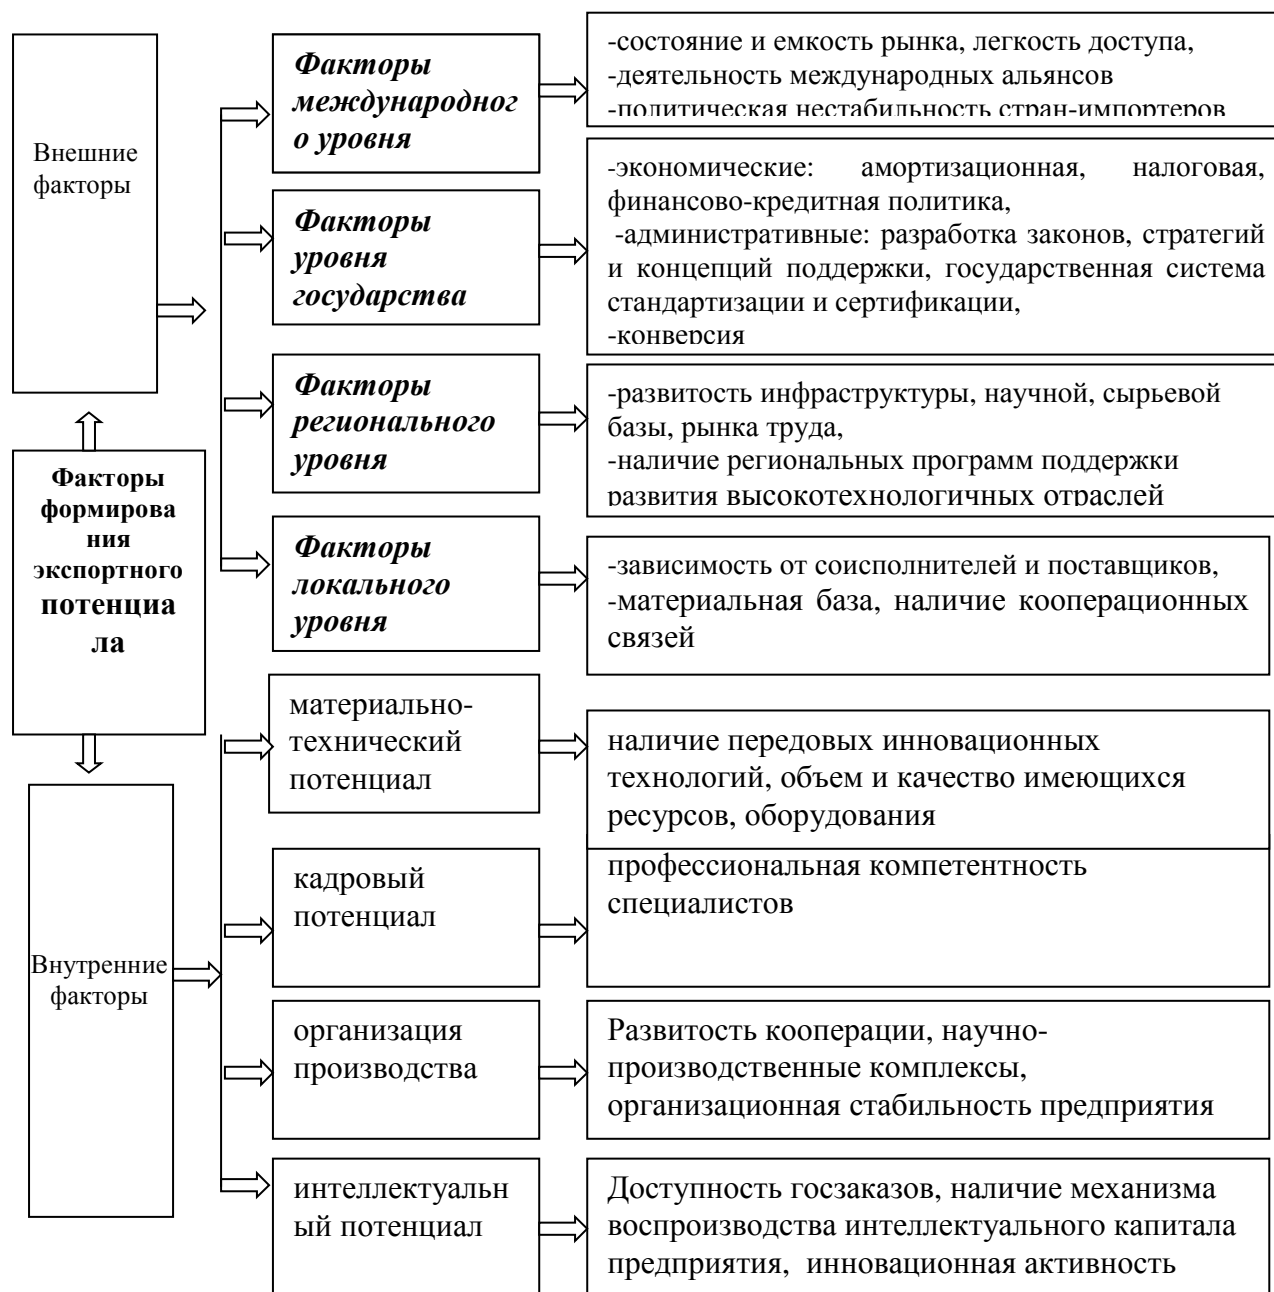 Внешние
факторы
Факторы
международног
о уровня
-состояние и емкость рынка, легкость доступа,
-деятельность международных альянсов
-политическая нестабильность стран-импортеров
Факторы
уровня
государства
-экономические: амортизационная, налоговая,
финансово-кредитная политика,
-административные: разработка законов, стратегий
и концепций поддержки, государственная система
стандартизации и сертификации,
-конверсия
Факторы
регионального
уровня
-развитость инфраструктуры, научной, сырьевой
базы, рынка труда,
-наличие региональных программ поддержки
развития высокотехнологичных отраслей
Факторы
формирова
ния
экспортного
потенциа
ла
Факторы
локального
уровня
-зависимость от соисполнителей и поставщиков,
-материальная база, наличие кооперационных
связей
материально-
технический
потенциал
наличие передовых инновационных
технологий, объем и качество имеющихся
ресурсов, оборудования
Внутренние
факторы
кадровый
потенциал
профессиональная компетентность
специалистов
организация
производства
Развитость кооперации, научно-
производственные комплексы,
организационная стабильность предприятия
интеллектуальн
ый потенциал
Доступность госзаказов, наличие механизма
воспроизводства интеллектуального капитала
предприятия, инновационная активность